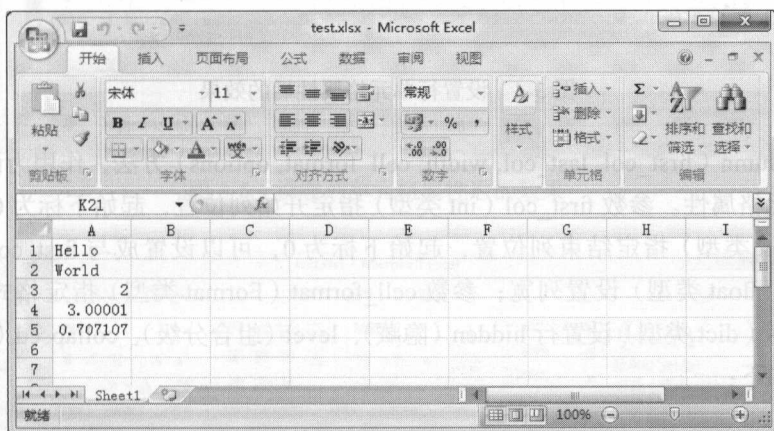 test.xlsx - Microsoft Excel
开始 插入 页面布局 公式 数据 审阅 视图
宋体 11 常规
插入
删除
格式
粘贴 B I U A A % , 样式 排序和筛选 查找和选择
剪贴板 字体 对齐方式 数字 单元格 编辑
K21 fx
A B C D E F G H I
1 Hello
2 World
3 2
4 3.00001
5 0.707107
6
7
Sheet1
就绪 100%